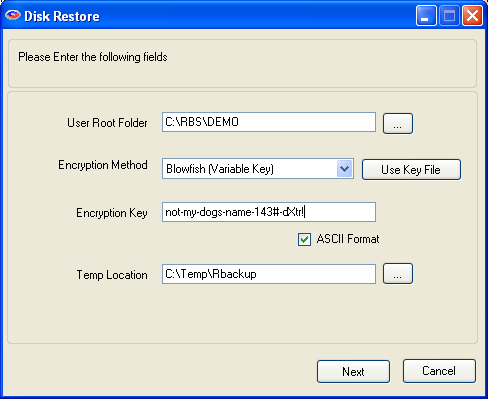 Disk Restore
Please Enter the following fields
User Root Folder
C:\RBS\DEMO
...
Encryption Method
Blowfish (Variable Key)
Use Key File
Encryption Key
not-my-dogs-name-143#-dXtr!
ASCII Format
Temp Location
C:\Temp\Rbackup
...
Next
Cancel